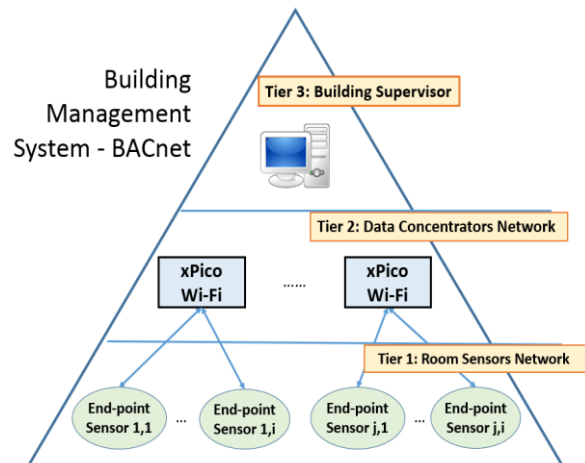 Building
Management
System - BACnet
Tier 3: Building Supervisor
Tier 2: Data Concentrators Network
xPico
Wi-Fi
......
xPico
Wi-Fi
Tier 1: Room Sensors Network
End-point
Sensor 1,1
...
End-point
Sensor 1,i
End-point
Sensor j,1
...
End-point
Sensor j,i